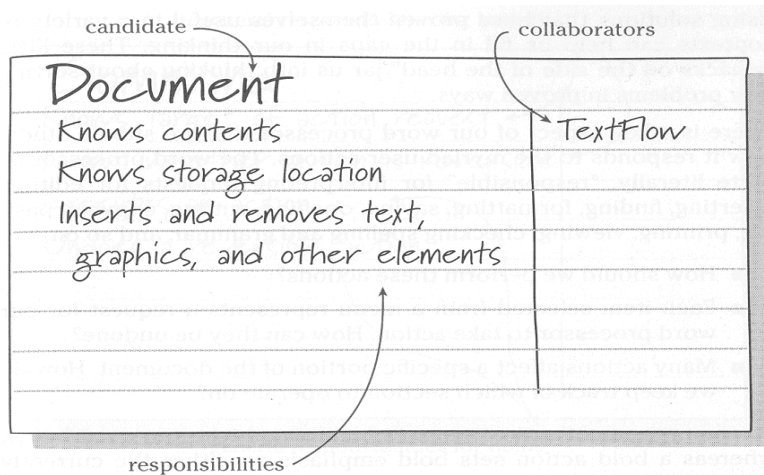 candidate
collaborators
Document
Knows contents
TextFlow
Knows storage location
Inserts and removes text,
graphics, and other elements
responsibilities